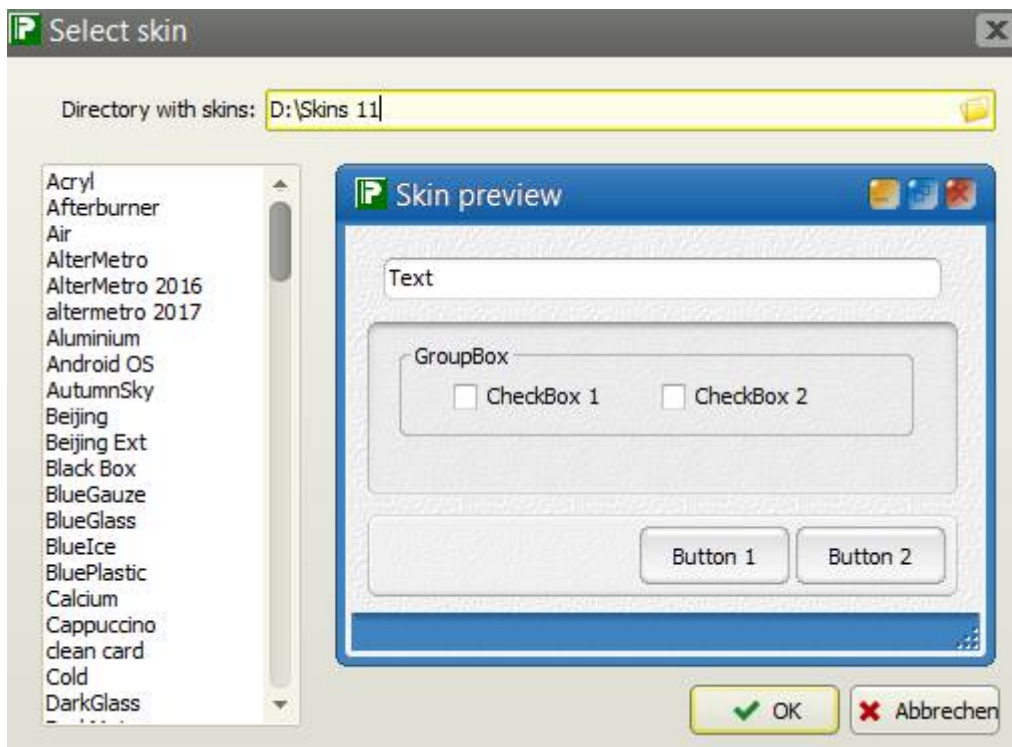 Select skin
Directory with skins: D:\Skins 11
Acryl
Afterburner
Air
AlterMetro
AlterMetro 2016
altermetro 2017
Aluminium
Android OS
AutumnSky
Beijing
Beijing Ext
Black Box
BlueGauze
BlueGlass
BlueIce
BluePlastic
Calcium
Cappuccino
clean card
Cold
DarkGlass
Skin preview
Text
GroupBox
CheckBox 1 CheckBox 2
Button 1 Button 2
OK Abbrechen